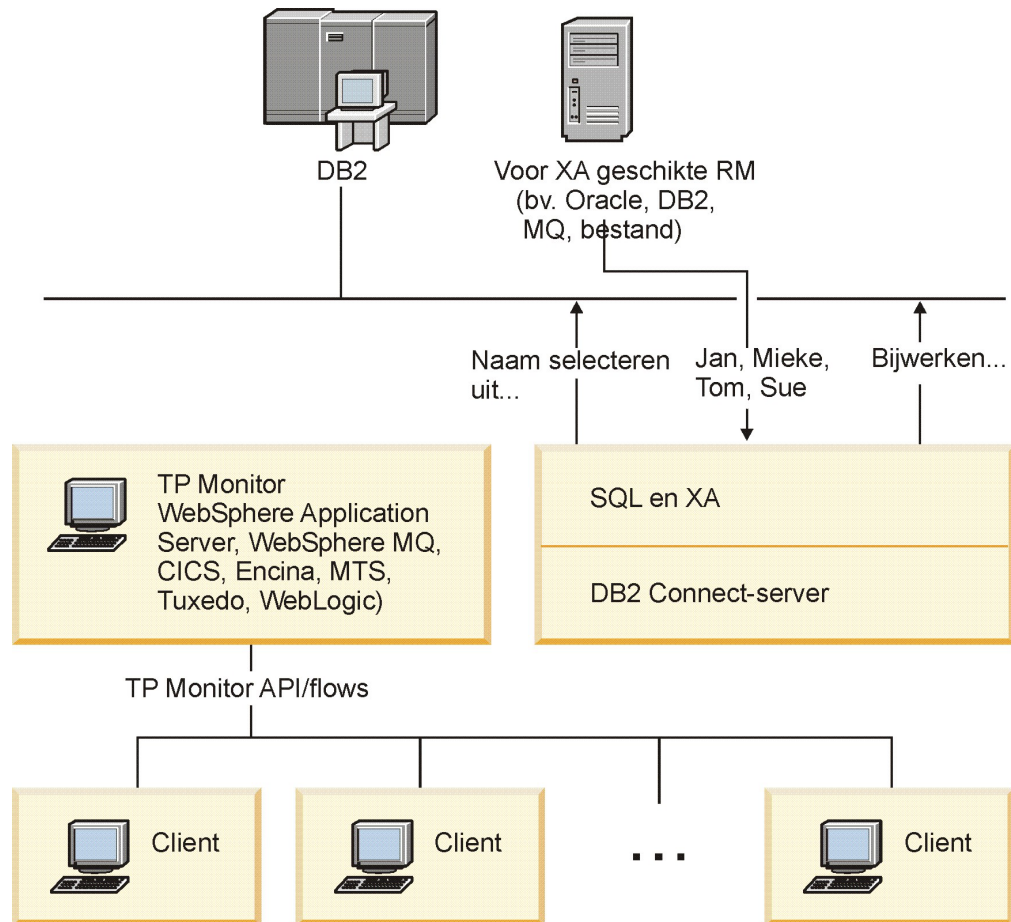 DB2
Voor XA geschikte RM
(bv. Oracle, DB2,
MQ, bestand)
Naam selecteren
uit...
Jan, Mieke,
Tom, Sue
Bijwerken...
TP Monitor
WebSphere Application
Server, WebSphere MQ,
CICS, Encina, MTS,
Tuxedo, WebLogic)
SQL en XA
DB2 Connect-server
TP Monitor API/flows
Client
Client
...
Client